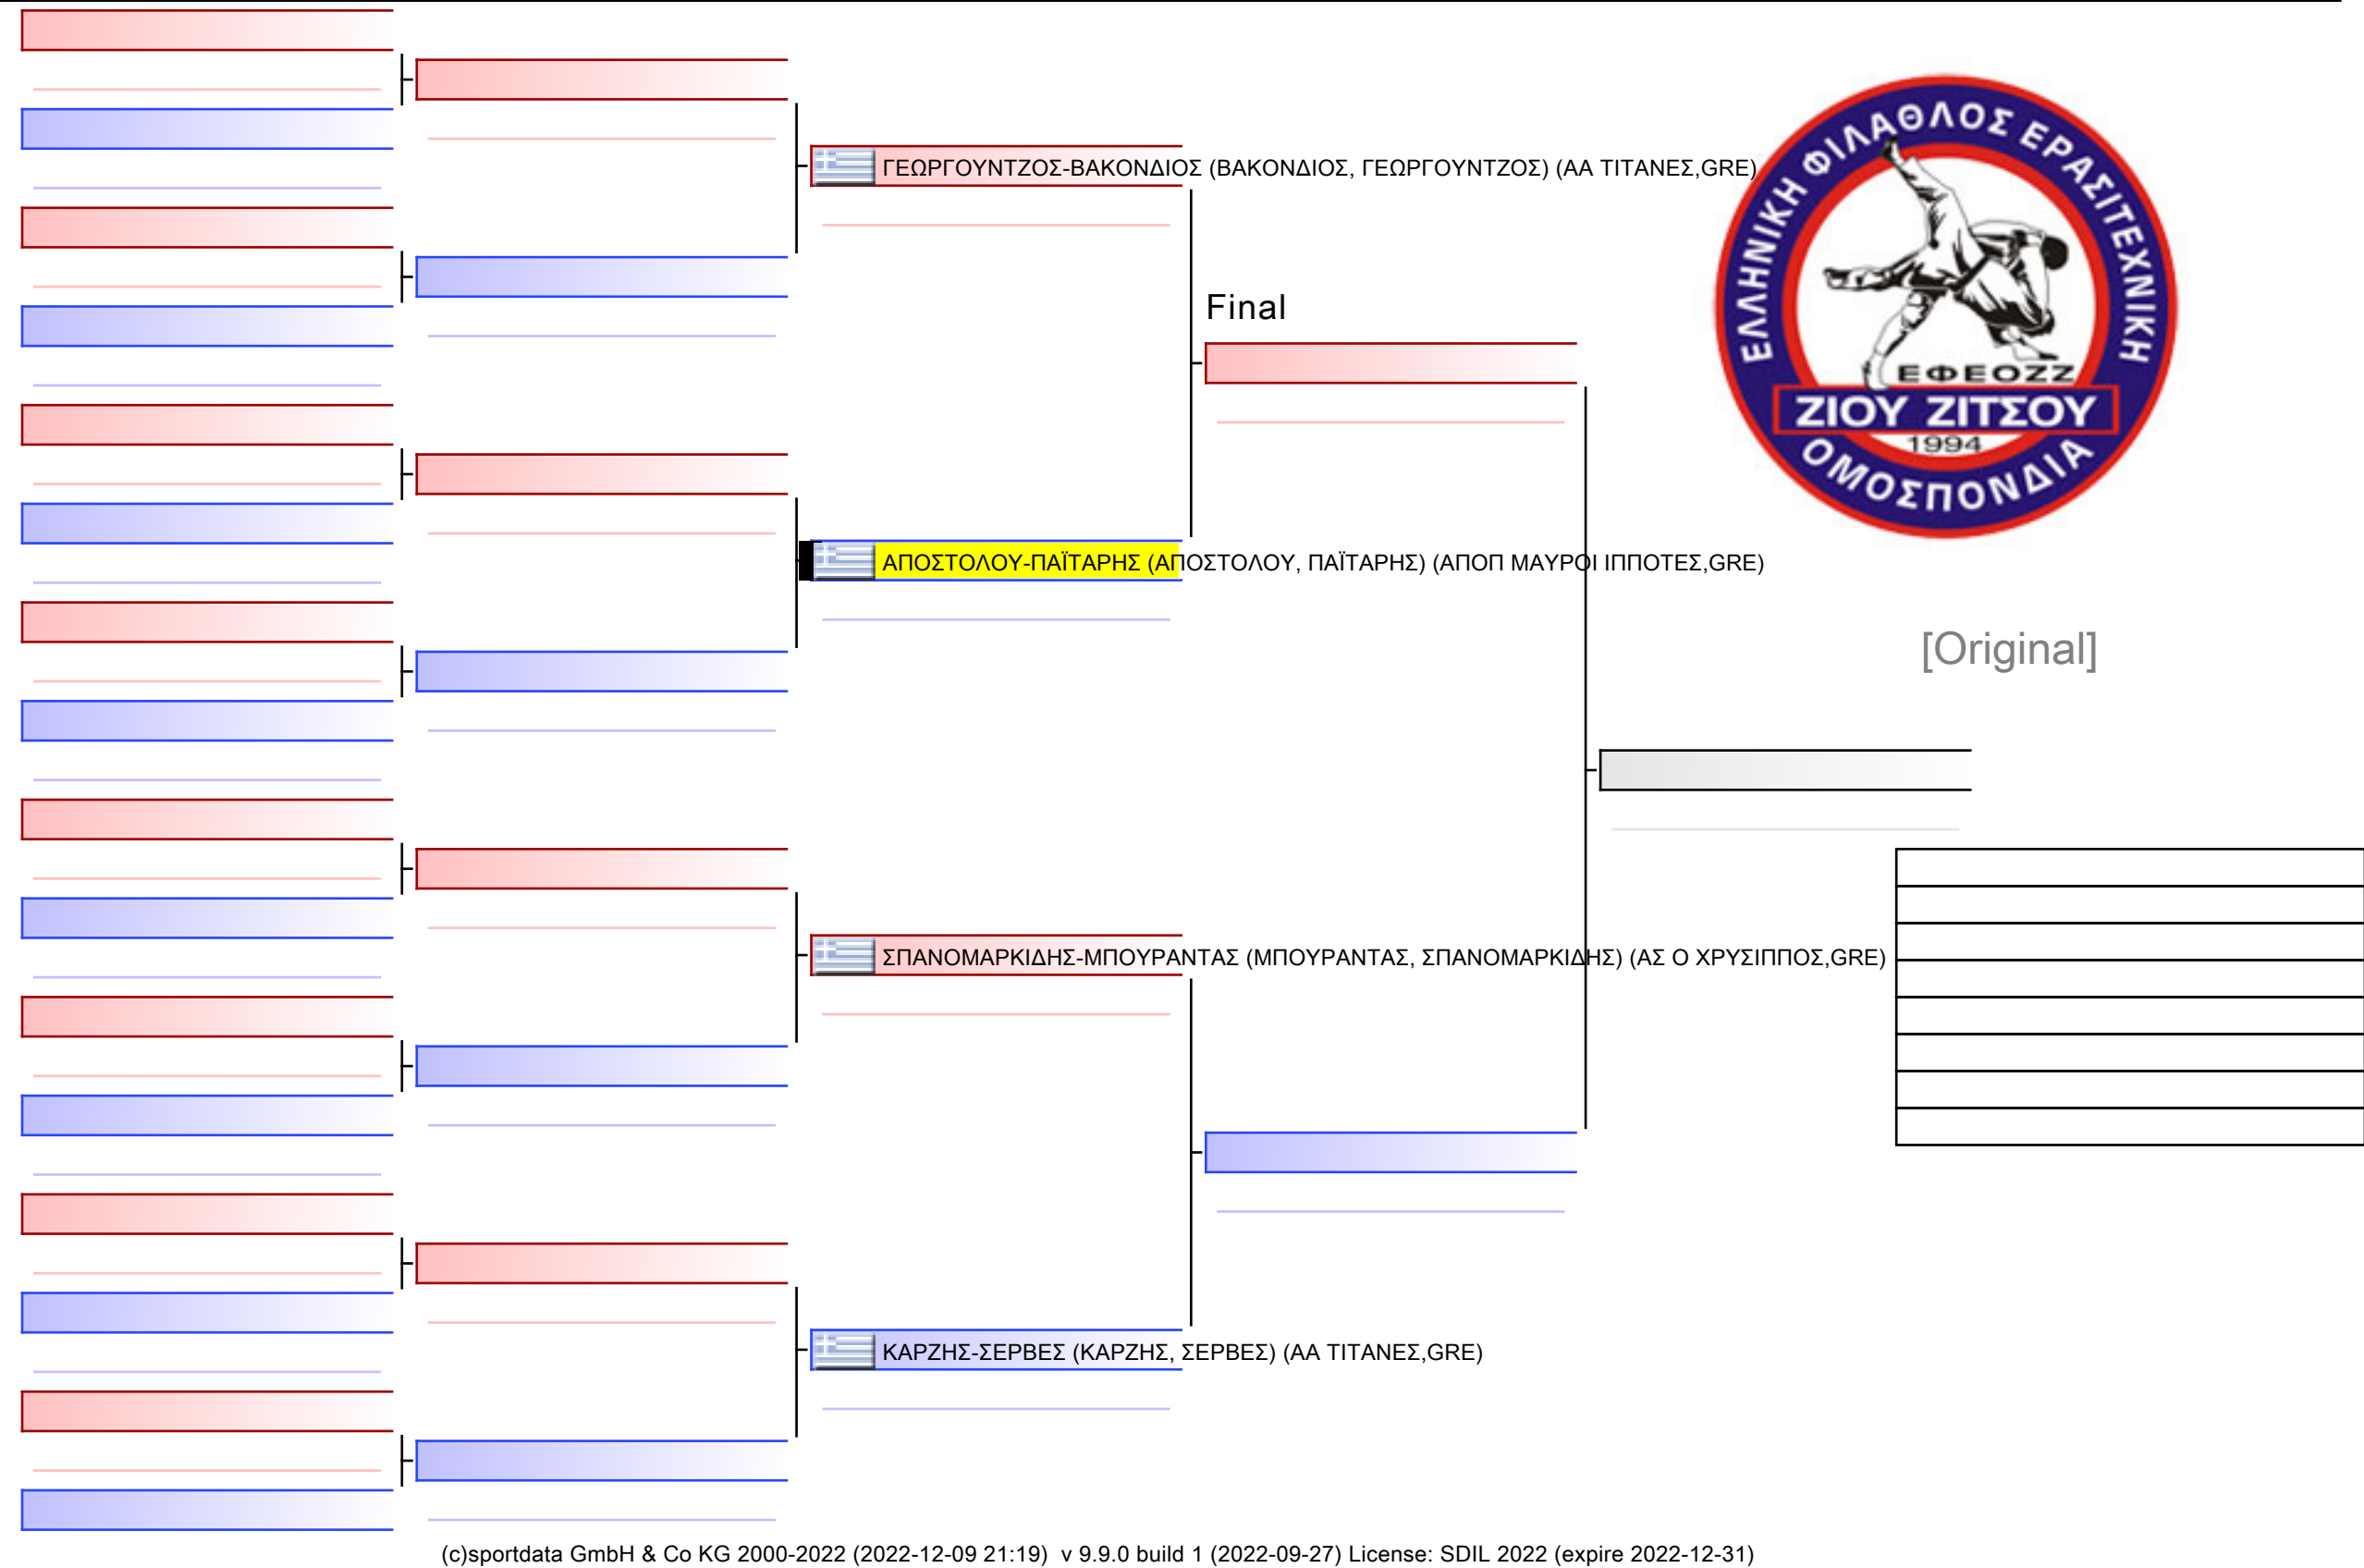 ΓΕΩΡΓΟΥΝΤΖΟΣ-ΒΑΚΟΝΔΙΟΣ (ΒΑΚΟΝΔΙΟΣ, ΓΕΩΡΓΟΥΝΤΖΟΣ) (ΑΑ ΤΙΤΑΝΕΣ,GRE)
ΕΛΛΗΝΙΚΗ ΦΙΛΑΘΛΟΣ ΕΡΑΣΙΤΕΧΝΙΚΗ
Final
ΕΦΕΟΖΖ
ΖΙΟΥ ΖΙΤΣΟΥ
1994
ΟΜΟΣΠΟΝΔΙΑ
ΑΠΟΣΤΟΛΟΥ-ΠΑΪΤΑΡΗΣ (ΑΠΟΣΤΟΛΟΥ, ΠΑΪΤΑΡΗΣ) (ΑΠΟΠ ΜΑΥΡΟΙ ΙΠΠΟΤΕΣ,GRE)
[Original]
ΣΠΑΝΟΜΑΡΚΙΔΗΣ-ΜΠΟΥΡΑΝΤΑΣ (ΜΠΟΥΡΑΝΤΑΣ, ΣΠΑΝΟΜΑΡΚΙΔΗΣ) (ΑΣ Ο ΧΡΥΣΙΠΠΟΣ,GRE)
ΚΑΡΖΗΣ-ΣΕΡΒΕΣ (ΚΑΡΖΗΣ, ΣΕΡΒΕΣ) (ΑΑ ΤΙΤΑΝΕΣ,GRE)
(c)sportdata GmbH & Co KG 2000-2022 (2022-12-09 21:19)  v 9.9.0 build 1 (2022-09-27) License: SDIL 2022 (expire 2022-12-31)